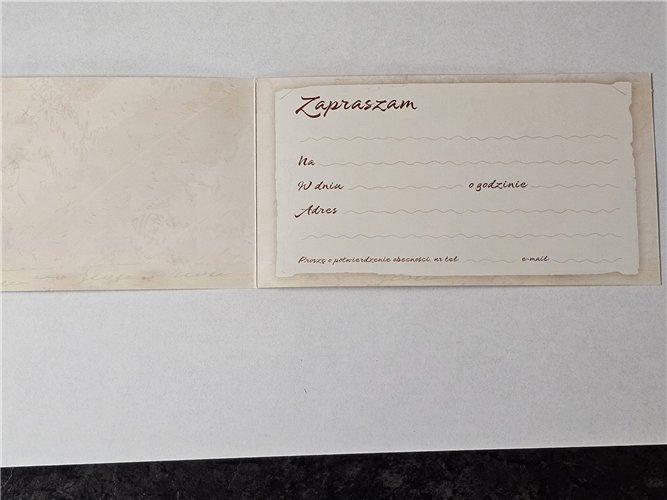 Zapraszam
Na
W dniu o godzinie
Adres
Proszę o potwierdzenie obecności, nr tel. e-mail